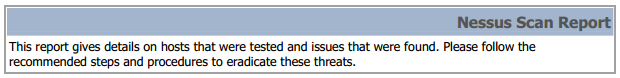 Nessus Scan Report
This report gives details on hosts that were tested and issues that were found. Please follow the
recommended steps and procedures to eradicate these threats.